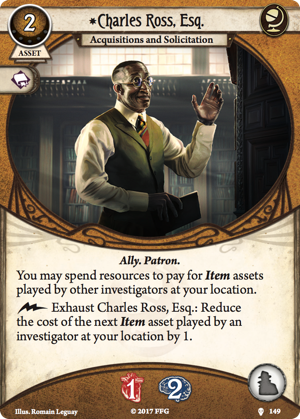 2
✷Charles Ross, Esq.
ASSET
Acquisitions and Solicitation
Ally. Patron.
You may spend resources to pay for Item assets
played by other investigators at your location.
Exhaust Charles Ross, Esq.: Reduce
the cost of the next Item asset played by an
investigator at your location by 1.
1 2
Illus. Romain Leguay
© 2017 FFG
149